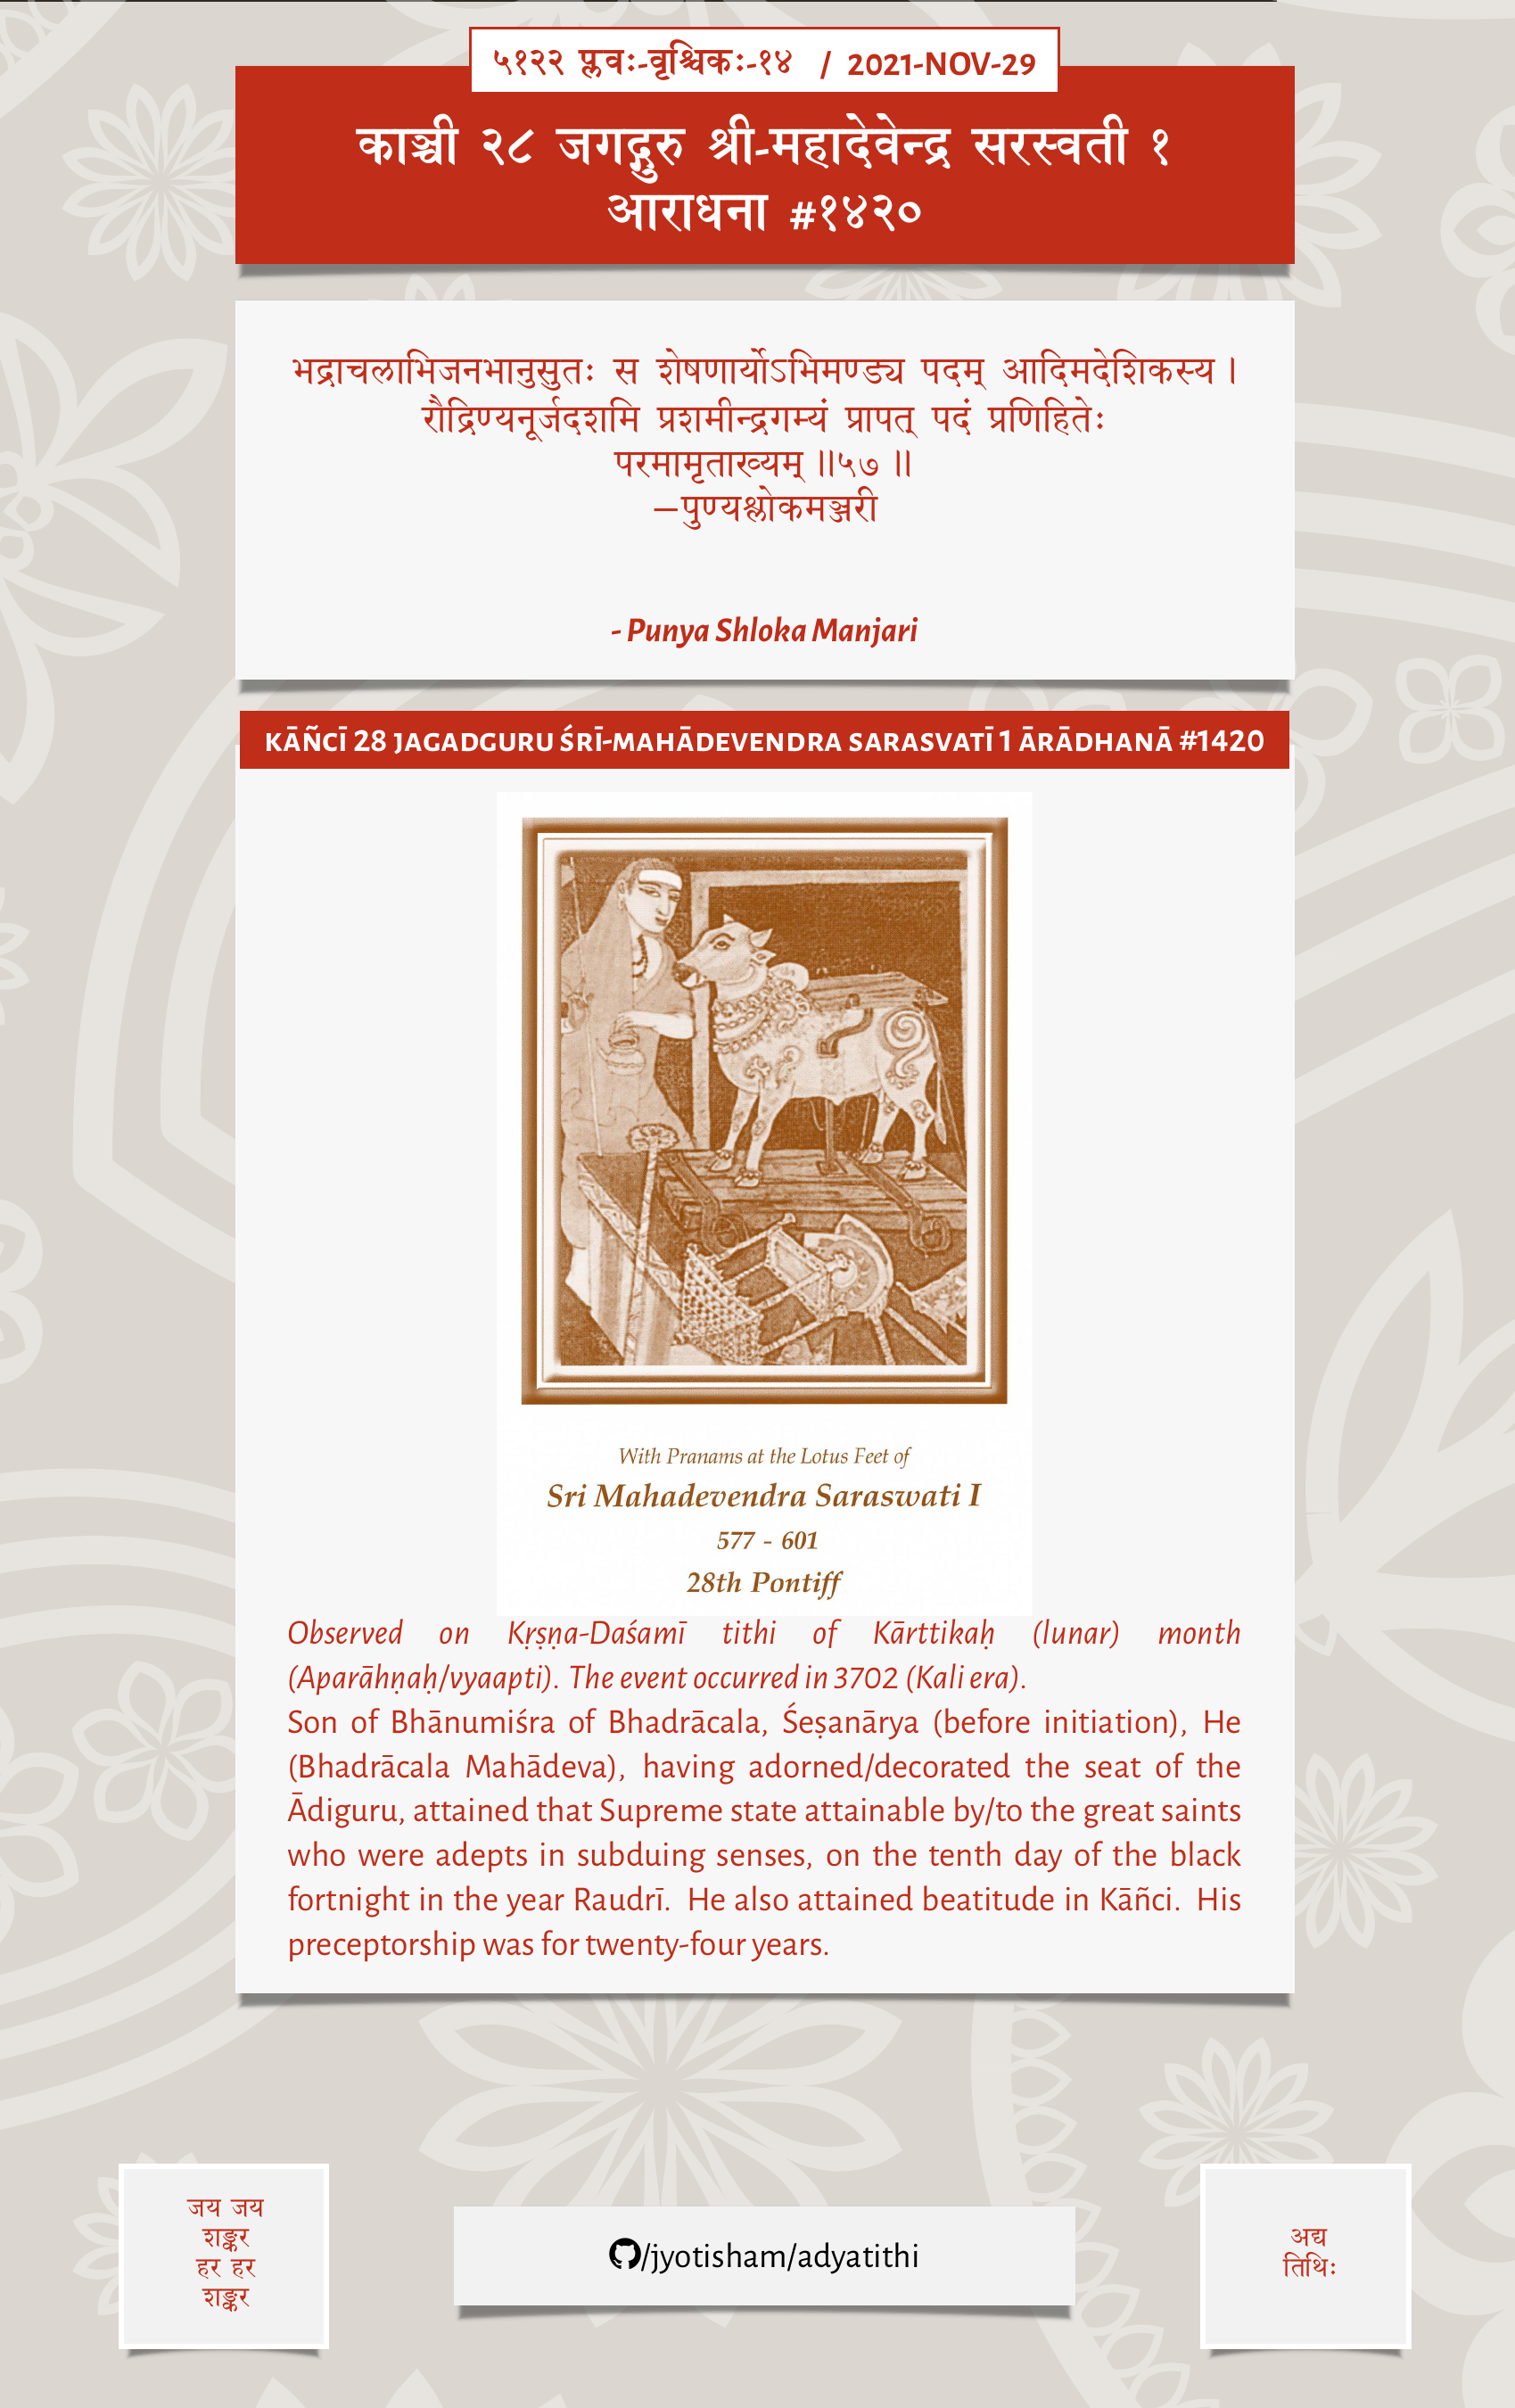 ५१२२ प्लवः-वृश्चिकः-१४ / 2021-NOV-29
काञ्ची २८ जगद्गुरु श्री-महादेवेन्द्र सरस्वती १
आराधना #१४२०
भद्राचलाभिजनभानुसुतः स शेषणार्योऽभिमण्ड्य पदम् आदिमदेशिकस्य।
रौद्रिण्यनूर्जदशमि प्रशमीन्द्रगम्यं प्रापत् पदं प्रणिहितेः
परमामृताख्यम्॥५७॥
—पुण्यश्लोकमञ्जरी
- Punya Shloka Manjari
KĀÑCĪ 28 JAGADGURU ŚRĪ-MAHĀDEVENDRA SARASVATĪ 1 ĀRĀDHANĀ #1420
With Pranams at the Lotus Feet of
Sri Mahadevendra Saraswati I
577 - 601
28th Pontiff
Observed on Kṛṣṇa-Daśamī tithi of Kārttikaḥ (lunar) month
(Aparāhṇaḥ/vyaapti). The event occurred in 3702 (Kali era).
Son of Bhānumiśra of Bhadrācala, Śeṣanārya (before initiation), He
(Bhadrācala Mahādeva), having adorned/decorated the seat of the
Ādiguru, attained that Supreme state attainable by/to the great saints
who were adepts in subduing senses, on the tenth day of the black
fortnight in the year Raudrī. He also attained beatitude in Kāñci. His
preceptorship was for twenty-four years.
जय जय
शङ्कर
हर हर
शङ्कर
/jyotisham/adyatithi
अद्य
तिथिः